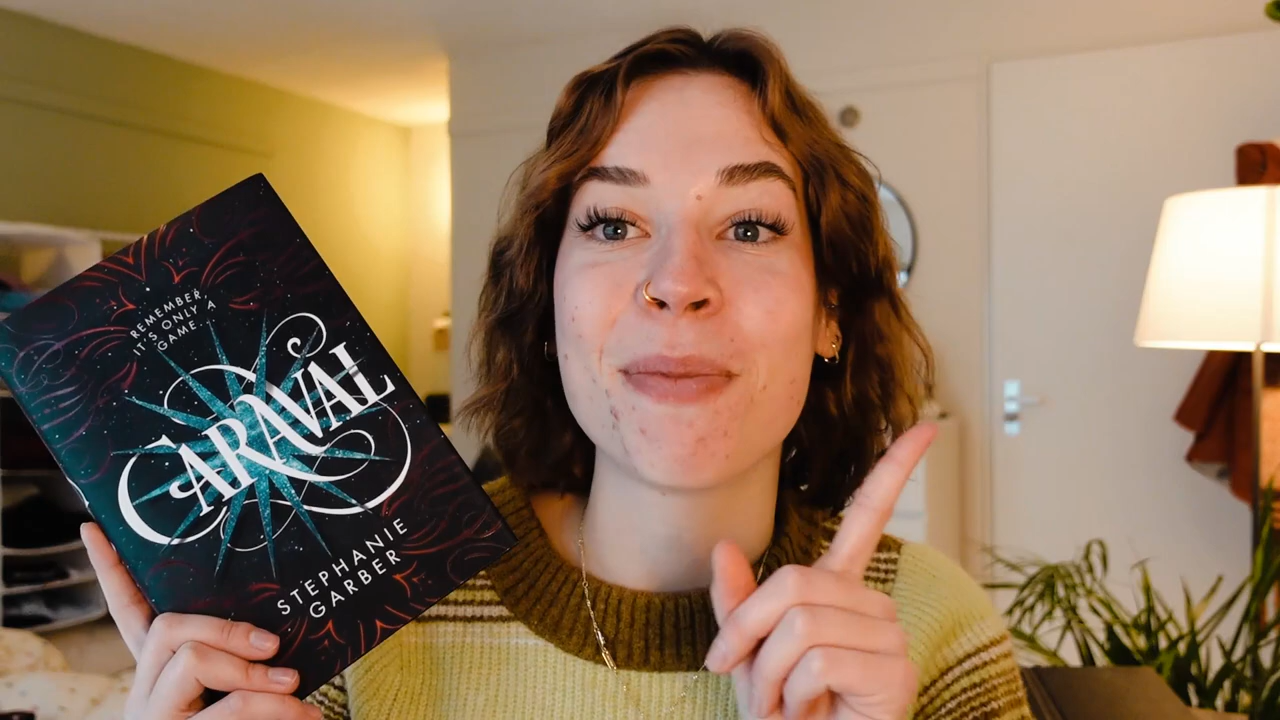 REMEMBER,
IT'S ONLY A
GAME
CARAVAL
STEPHANIE
GARBER